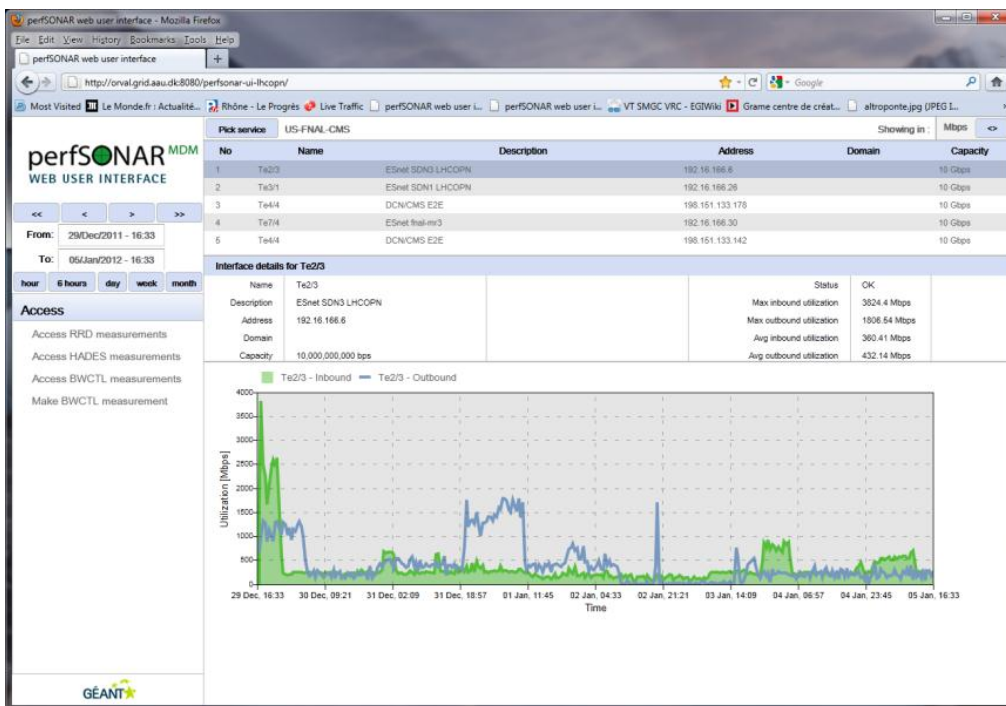 perfSONAR web user interface - Mozilla Firefox
File Edit View History Bookmarks Tools Help
perfSONAR web user interface +
http://orval.grid.aau.dk:8080/perfsonar-ui-lhcopn/ Google
Most Visited Le Monde.fr : Actualité... Rhône - Le Progrès Live Traffic perfSONAR web user i... perfSONAR web user i... VT SMGC VRC - EGIWiki Grame centre de créat... altroponte.jpg (JPEG I... »
Pick service US-FNAL-CMS Showing in : Mbps <>
perfSONAR MDM
WEB USER INTERFACE
<< < > >>
From: 29/Dec/2011 - 16:33
To: 05/Jan/2012 - 16:33
hour 6 hours day week month
Access
Access RRD measurements
Access HADES measurements
Access BWCTL measurements
Make BWCTL measurement
GÉANT
No Name Description Address Domain Capacity
1 Te2/3 ESnet SDN3 LHCOPN 192.16.166.6 10 Gbps
2 Te3/1 ESnet SDN1 LHCOPN 192.16.166.26 10 Gbps
3 Te4/4 DCN/CMS E2E 198.151.133.178 10 Gbps
4 Te7/4 ESnet fnal-mr3 192.16.166.30 10 Gbps
5 Te4/4 DCN/CMS E2E 198.151.133.142 10 Gbps
Interface details for Te2/3
Name Te2/3 Status OK
Description ESnet SDN3 LHCOPN Max inbound utilization 3824.4 Mbps
Address 192.16.166.6 Max outbound utilization 1806.54 Mbps
Domain Avg inbound utilization 360.41 Mbps
Capacity 10,000,000,000 bps Avg outbound utilization 432.14 Mbps
Te2/3 - Inbound Te2/3 - Outbound
Utilization [Mbps]
4000
3500
3000
2500
2000
1500
1000
500
0
29 Dec, 16:33 30 Dec, 09:21 31 Dec, 02:09 31 Dec, 18:57 01 Jan, 11:45 02 Jan, 04:33 02 Jan, 21:21 03 Jan, 14:09 04 Jan, 06:57 04 Jan, 23:45 05 Jan, 16:33
Time